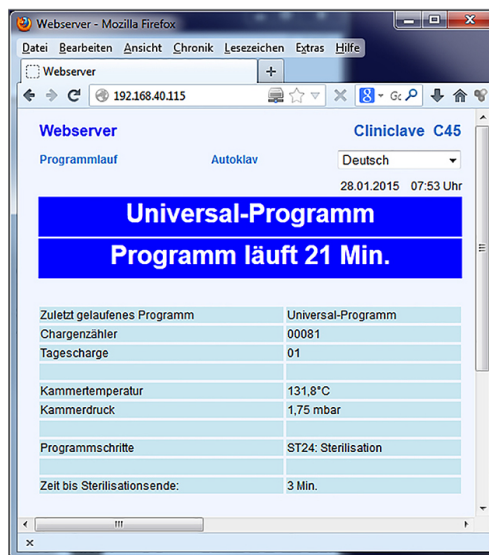 Webserver - Mozilla Firefox
Datei Bearbeiten Ansicht Chronik Lesezeichen Extras Hilfe
Webserver +
192.168.40.115
Webserver Cliniclave C45
Programmlauf Autoklav Deutsch
28.01.2015 07:53 Uhr
Universal-Programm
Programm läuft 21 Min.
Zuletzt gelaufenes Programm Universal-Programm
Chargenzähler 00081
Tagescharge 01
Kammertemperatur 131,8°C
Kammerdruck 1,75 mbar
Programmschritte ST24: Sterilisation
Zeit bis Sterilisationsende: 3 Min.